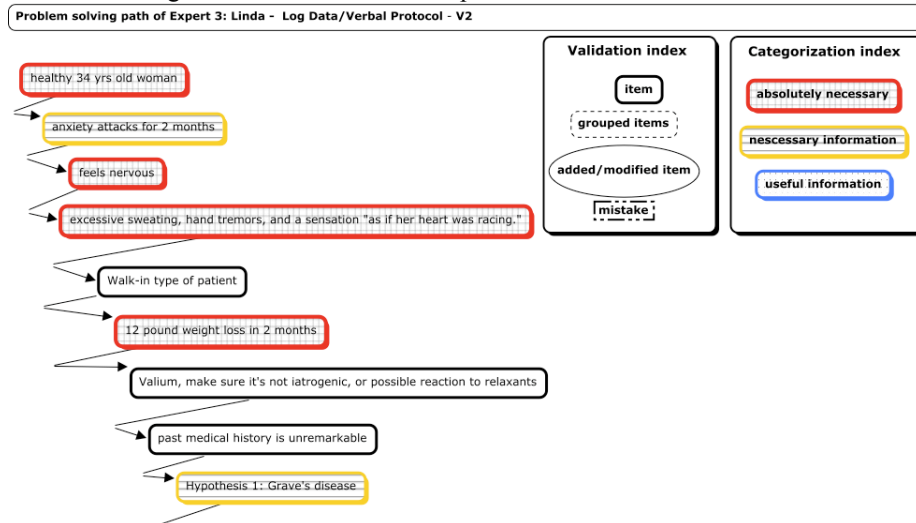 Problem solving path of Expert 3: Linda - Log Data/Verbal Protocol - V2
healthy 34 yrs old woman
anxiety attacks for 2 months
feels nervous
excessive sweating, hand tremors, and a sensation "as if her heart was racing."
Walk-in type of patient
12 pound weight loss in 2 months
Valium, make sure it's not iatrogenic, or possible reaction to relaxants
past medical history is unremarkable
Hypothesis 1: Grave's disease
Validation index
item
grouped items
added/modified item
mistake
Categorization index
absolutely necessary
nescessary information
useful information